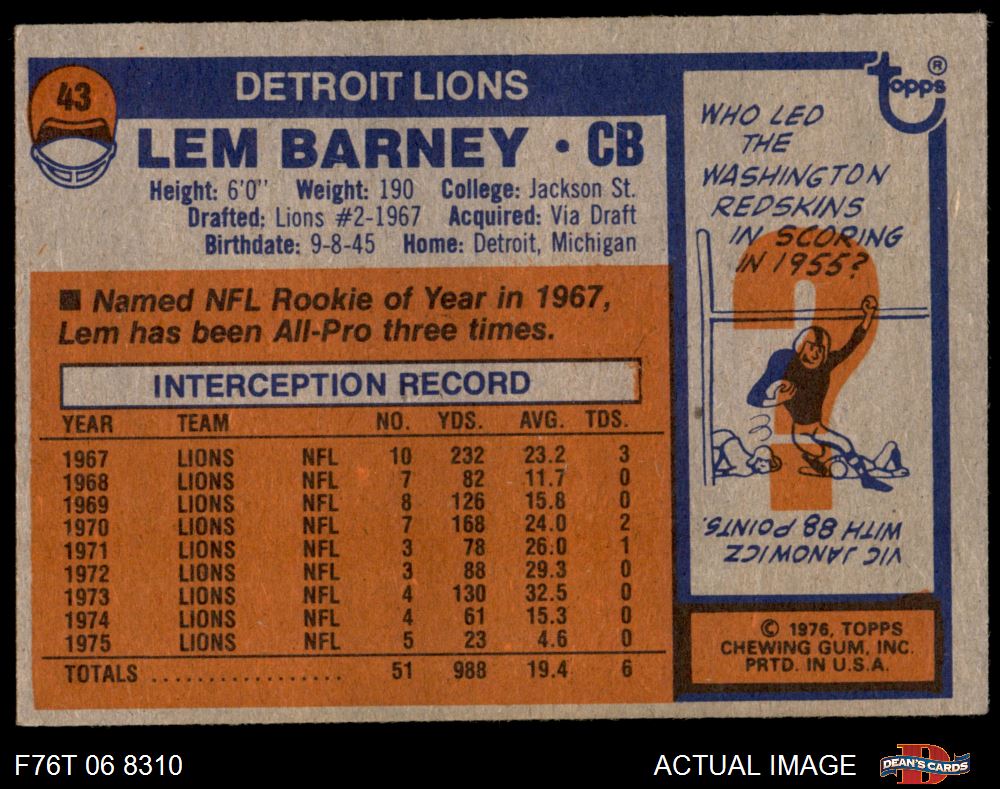 43
DETROIT LIONS
LEM BARNEY • CB
Height: 6'0" Weight: 190 College: Jackson St.
Drafted: Lions #2-1967 Acquired: Via Draft
Birthdate: 9-8-45 Home: Detroit, Michigan
■ Named NFL Rookie of Year in 1967,
Lem has been All-Pro three times.
INTERCEPTION RECORD
YEAR TEAM NO. YDS. AVG. TDS.
1967 LIONS NFL 10 232 23.2 3
1968 LIONS NFL 7 82 11.7 0
1969 LIONS NFL 8 126 15.8 0
1970 LIONS NFL 7 168 24.0 2
1971 LIONS NFL 3 78 26.0 1
1972 LIONS NFL 3 88 29.3 0
1973 LIONS NFL 4 130 32.5 0
1974 LIONS NFL 4 61 15.3 0
1975 LIONS NFL 5 23 4.6 0
TOTALS .................. 51 988 19.4 6
Topps®
WHO LED
THE
WASHINGTON
REDSKINS
IN SCORING
IN 1955?
?
VIC JANOWICZ
WITH 88 POINTS.
© 1976, TOPPS
CHEWING GUM, INC.
PRTD. IN U.S.A.
F76T 06 8310
ACTUAL IMAGE
D
DEAN'S CARDS